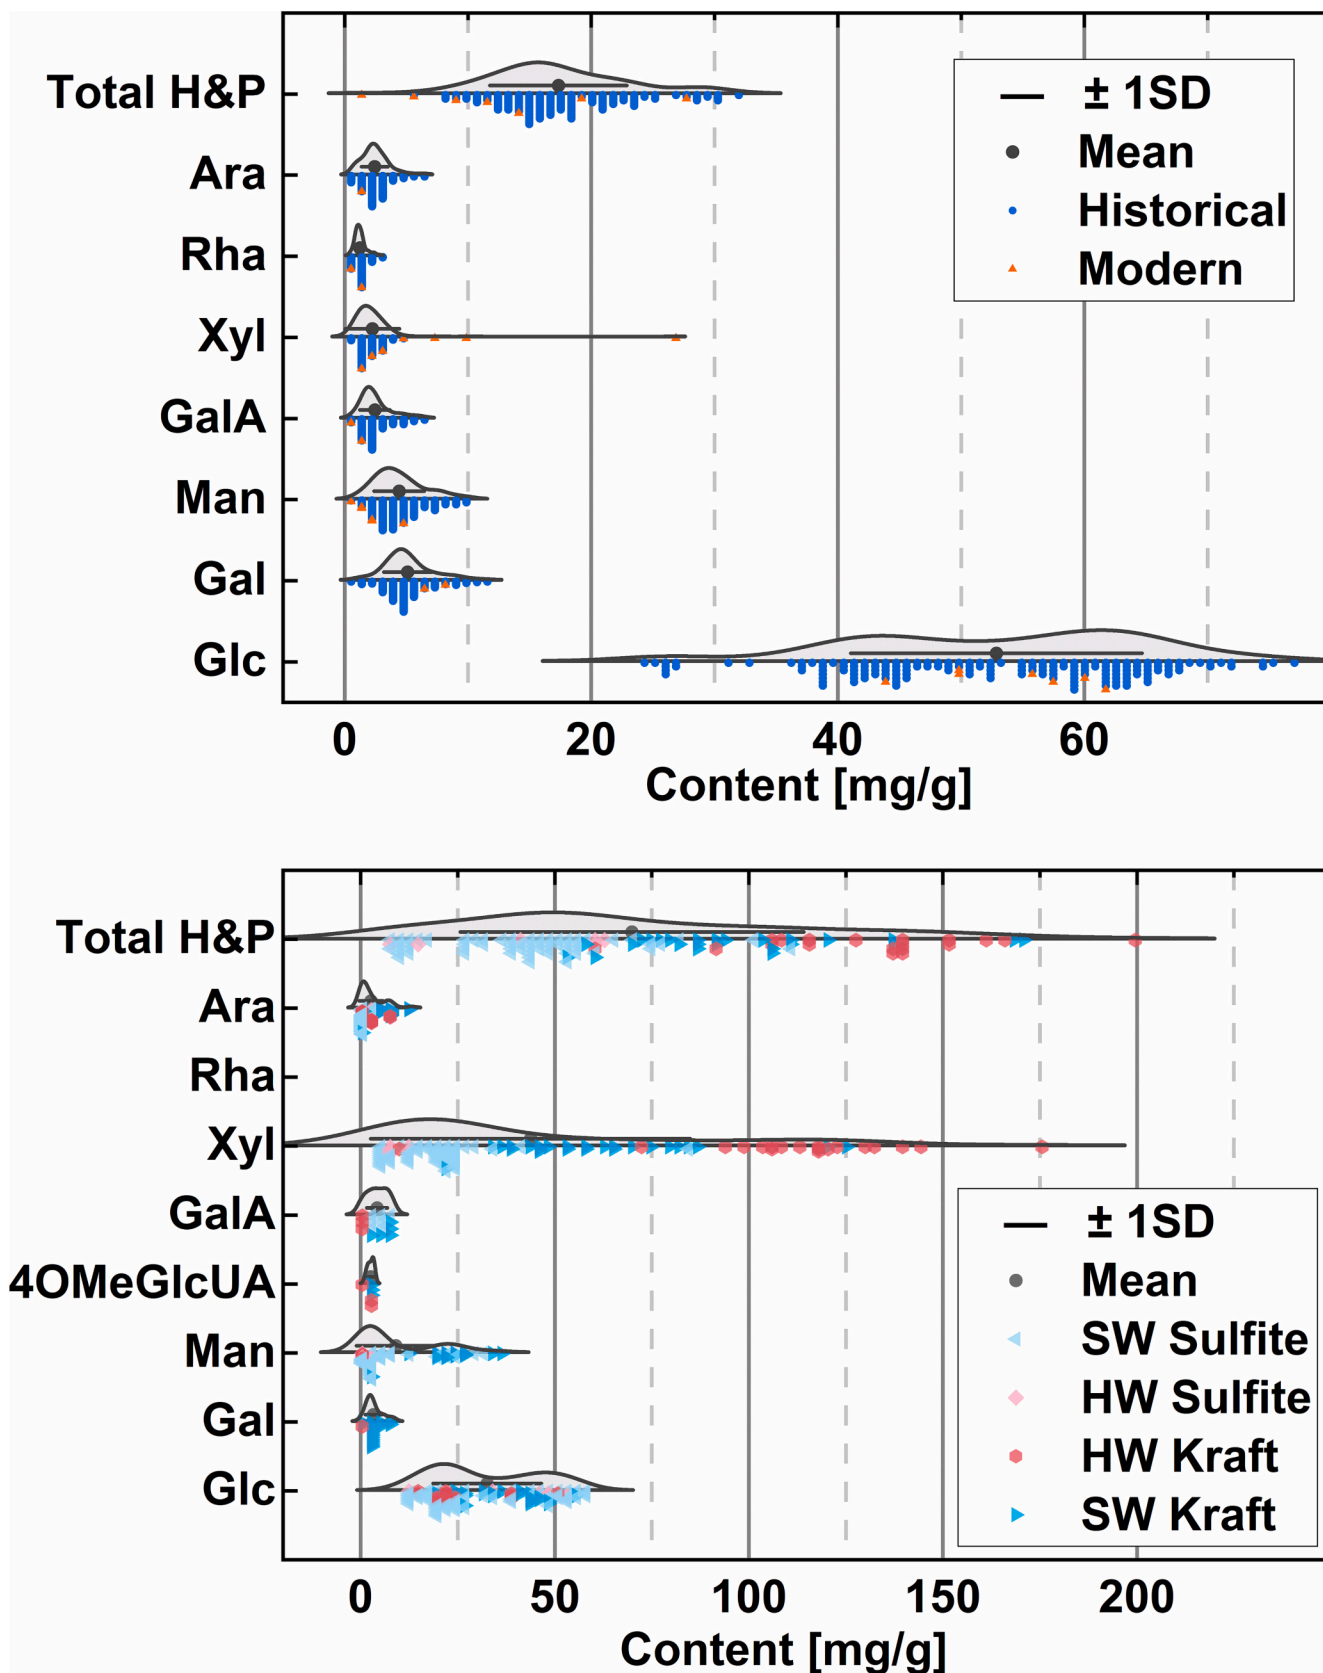 Total H&P
Ara
Rha
Xyl
GalA
Man
Gal
Glc
± 1SD
Mean
Historical
Modern
0 20 40 60
Content [mg/g]
Total H&P
Ara
Rha
Xyl
GalA
4OMeGlcUA
Man
Gal
Glc
± 1SD
Mean
SW Sulfite
HW Sulfite
HW Kraft
SW Kraft
0 50 100 150 200
Content [mg/g]